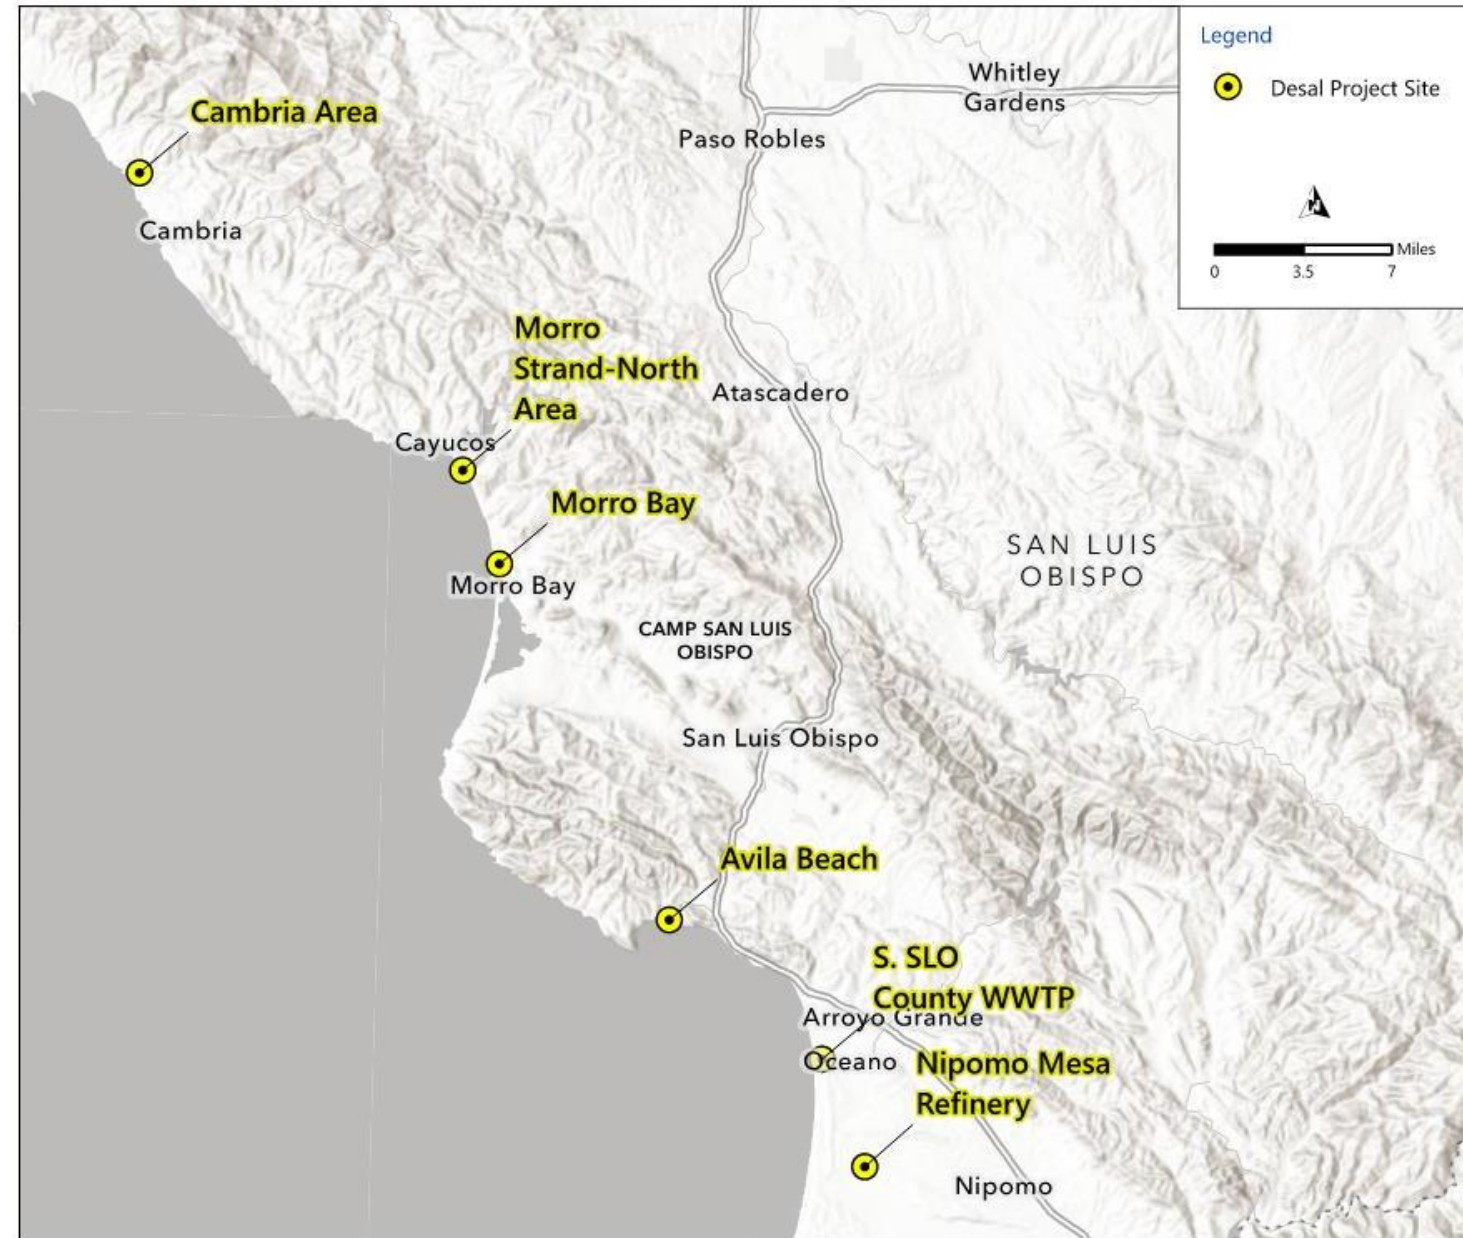 Legend
Desal Project Site
N
Miles
0 3.5 7
Whitley
Gardens
Paso Robles
Cambria Area
Cambria
Morro
Strand-North
Area
Atascadero
Cayucos
Morro Bay
Morro Bay
SAN LUIS
OBISPO
CAMP SAN LUIS
OBISPO
San Luis Obispo
Avila Beach
S. SLO
County WWTP
Arroyo Grande
Oceano
Nipomo Mesa
Refinery
Nipomo